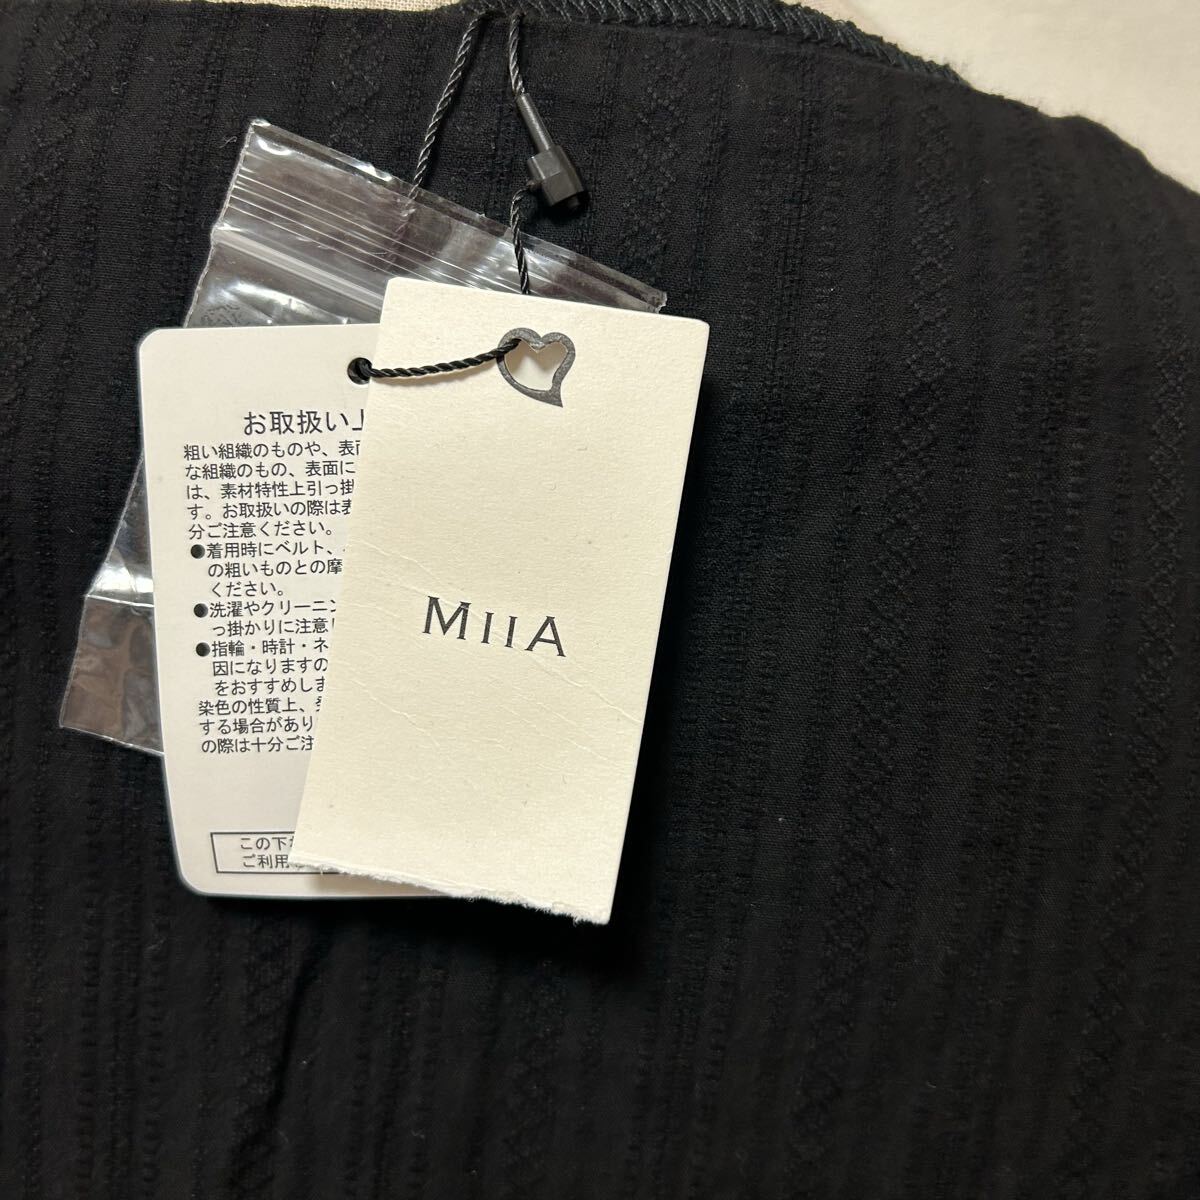 お取扱い上
粗い組織のものや、表面
な組織のもの、表面に
は、素材特性上引っ掛
す。お取扱いの際は表
分ご注意ください。
●着用時にベルト、
の粗いものとの摩
ください。
●洗濯やクリーニン
っ掛かりに注意し
●指輪・時計・ネ
因になりますの
をおすすめしま
染色の性質上、
する場合があり
の際は十分ご注
この下
ご利用
MIIA